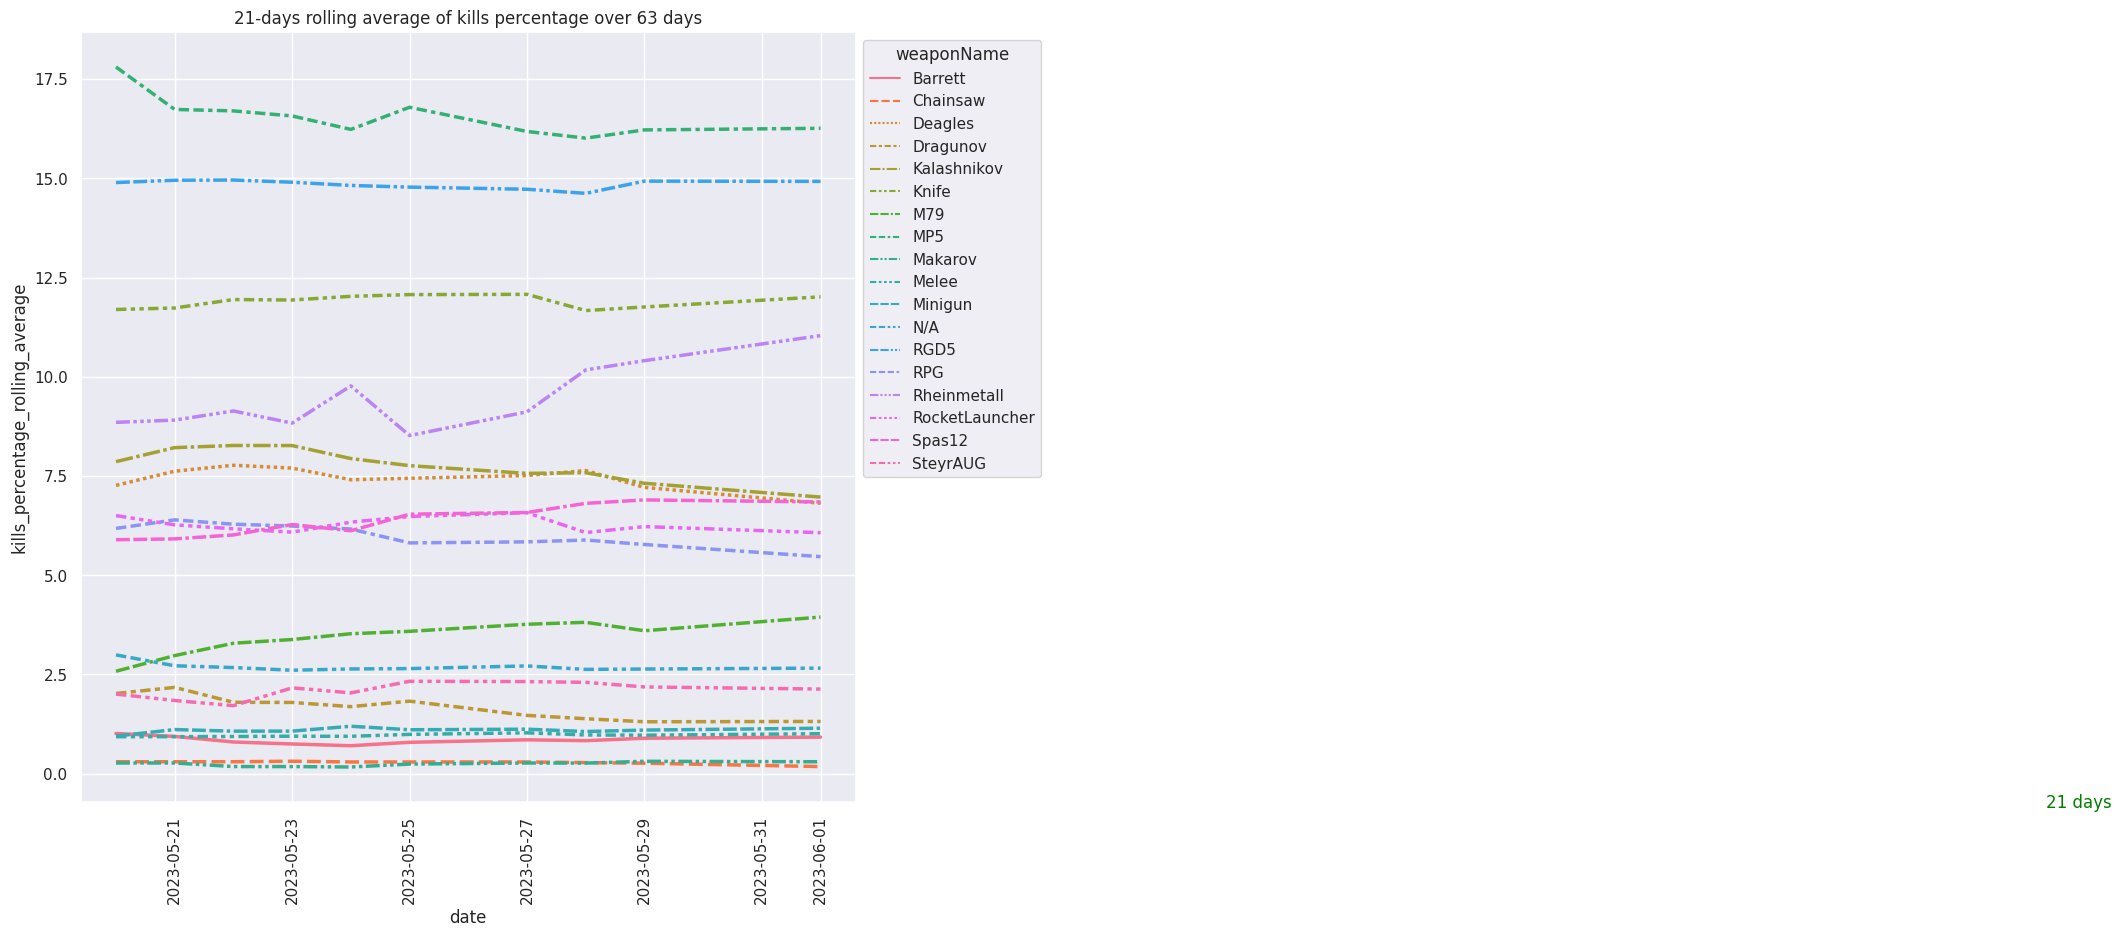 21-days rolling average of kills percentage over 63 days
kills_percentage_rolling_average
17.5
15.0
12.5
10.0
7.5
5.0
2.5
0.0
2023-05-21
2023-05-23
2023-05-25
2023-05-27
2023-05-29
2023-05-31
2023-06-01
date
weaponName
Barrett
Chainsaw
Deagles
Dragunov
Kalashnikov
Knife
M79
MP5
Makarov
Melee
Minigun
N/A
RGD5
RPG
Rheinmetall
RocketLauncher
Spas12
SteyrAUG
21 days